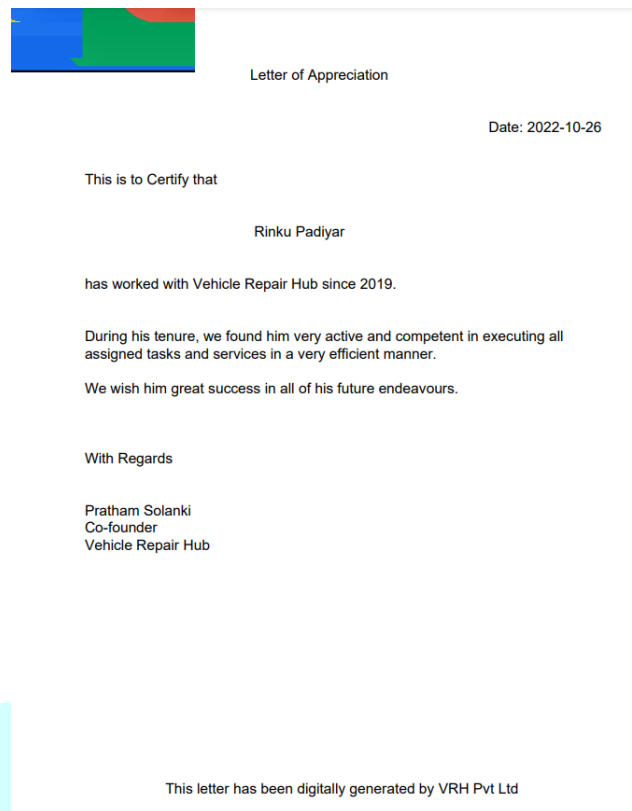 Letter of Appreciation
Date: 2022-10-26
This is to Certify that
Rinku Padiyar
has worked with Vehicle Repair Hub since 2019.
During his tenure, we found him very active and competent in executing all
assigned tasks and services in a very efficient manner.
We wish him great success in all of his future endeavours.
With Regards
Pratham Solanki
Co-founder
Vehicle Repair Hub
This letter has been digitally generated by VRH Pvt Ltd